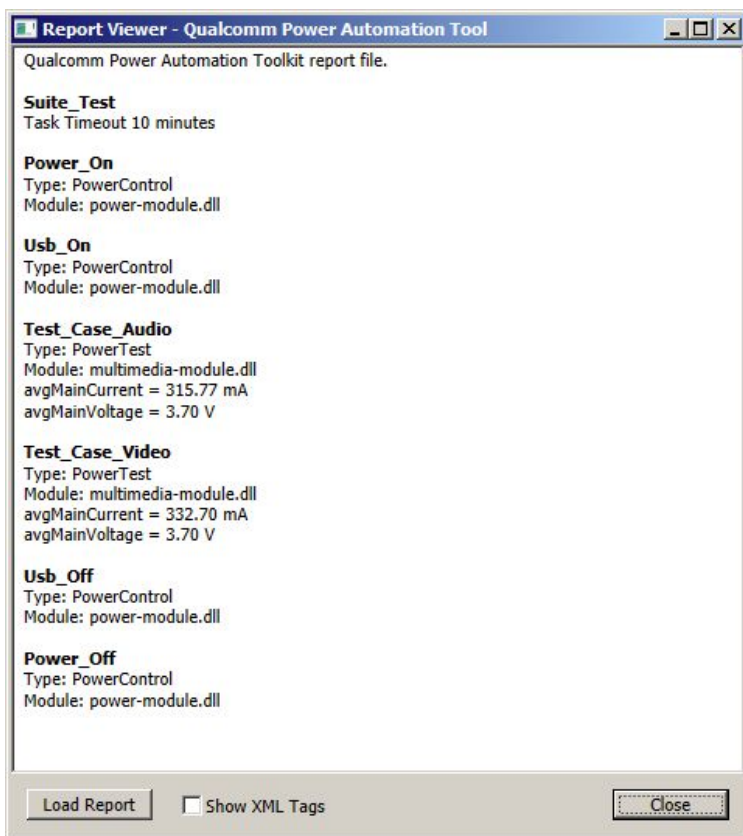 Report Viewer - Qualcomm Power Automation Tool
Qualcomm Power Automation Toolkit report file.
Suite_Test
Task Timeout 10 minutes
Power_On
Type: PowerControl
Module: power-module.dll
Usb_On
Type: PowerControl
Module: power-module.dll
Test_Case_Audio
Type: PowerTest
Module: multimedia-module.dll
avgMainCurrent = 315.77 mA
avgMainVoltage = 3.70 V
Test_Case_Video
Type: PowerTest
Module: multimedia-module.dll
avgMainCurrent = 332.70 mA
avgMainVoltage = 3.70 V
Usb_Off
Type: PowerControl
Module: power-module.dll
Power_Off
Type: PowerControl
Module: power-module.dll
Load Report
Show XML Tags
Close